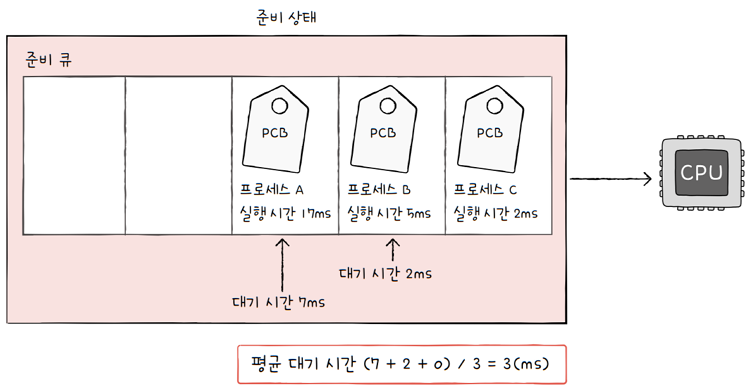 준비 상태
준비 큐
PCB
PCB
PCB
CPU
프로세스 A
실행 시간 17ms
프로세스 B
실행 시간 5ms
프로세스 C
실행 시간 2ms
대기 시간 7ms
대기 시간 2ms
평균 대기 시간 (7 + 2 + 0) / 3 = 3(ms)